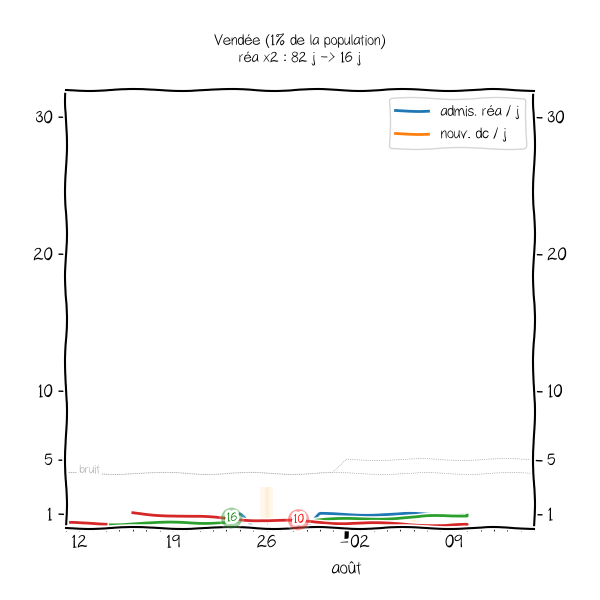 Vendée (1% de la population)
réa x2 : 82 j -> 16 j
admis. réa / j
nouv. dc / j
30
30
20
20
10
10
5
5
bruit
1
1
16
10
12
19
26
02
09
août